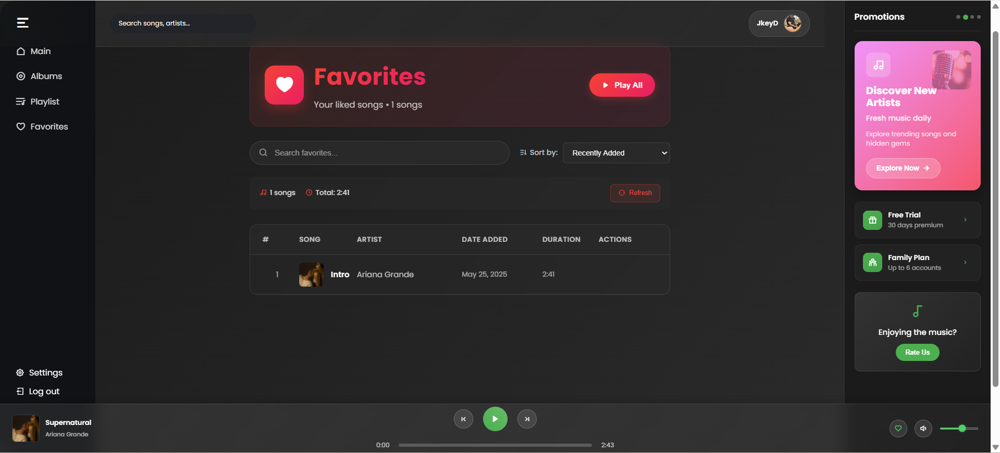 Search songs, artists...
JkeyD
Main
Albums
Playlist
Favorites
Settings
Log out
Favorites
Your liked songs • 1 songs
Play All
Search favorites...
Sort by:
Recently Added
1 songs
Total: 2:41
Refresh
# SONG ARTIST DATE ADDED DURATION ACTIONS
1 Intro Ariana Grande May 25, 2025 2:41
Promotions
Discover New
Artists
Fresh music daily
Explore trending songs and
hidden gems
Explore Now
Free Trial
30 days premium
Family Plan
Up to 6 accounts
Enjoying the music?
Rate Us
Supernatural
Ariana Grande
0:00
2:43